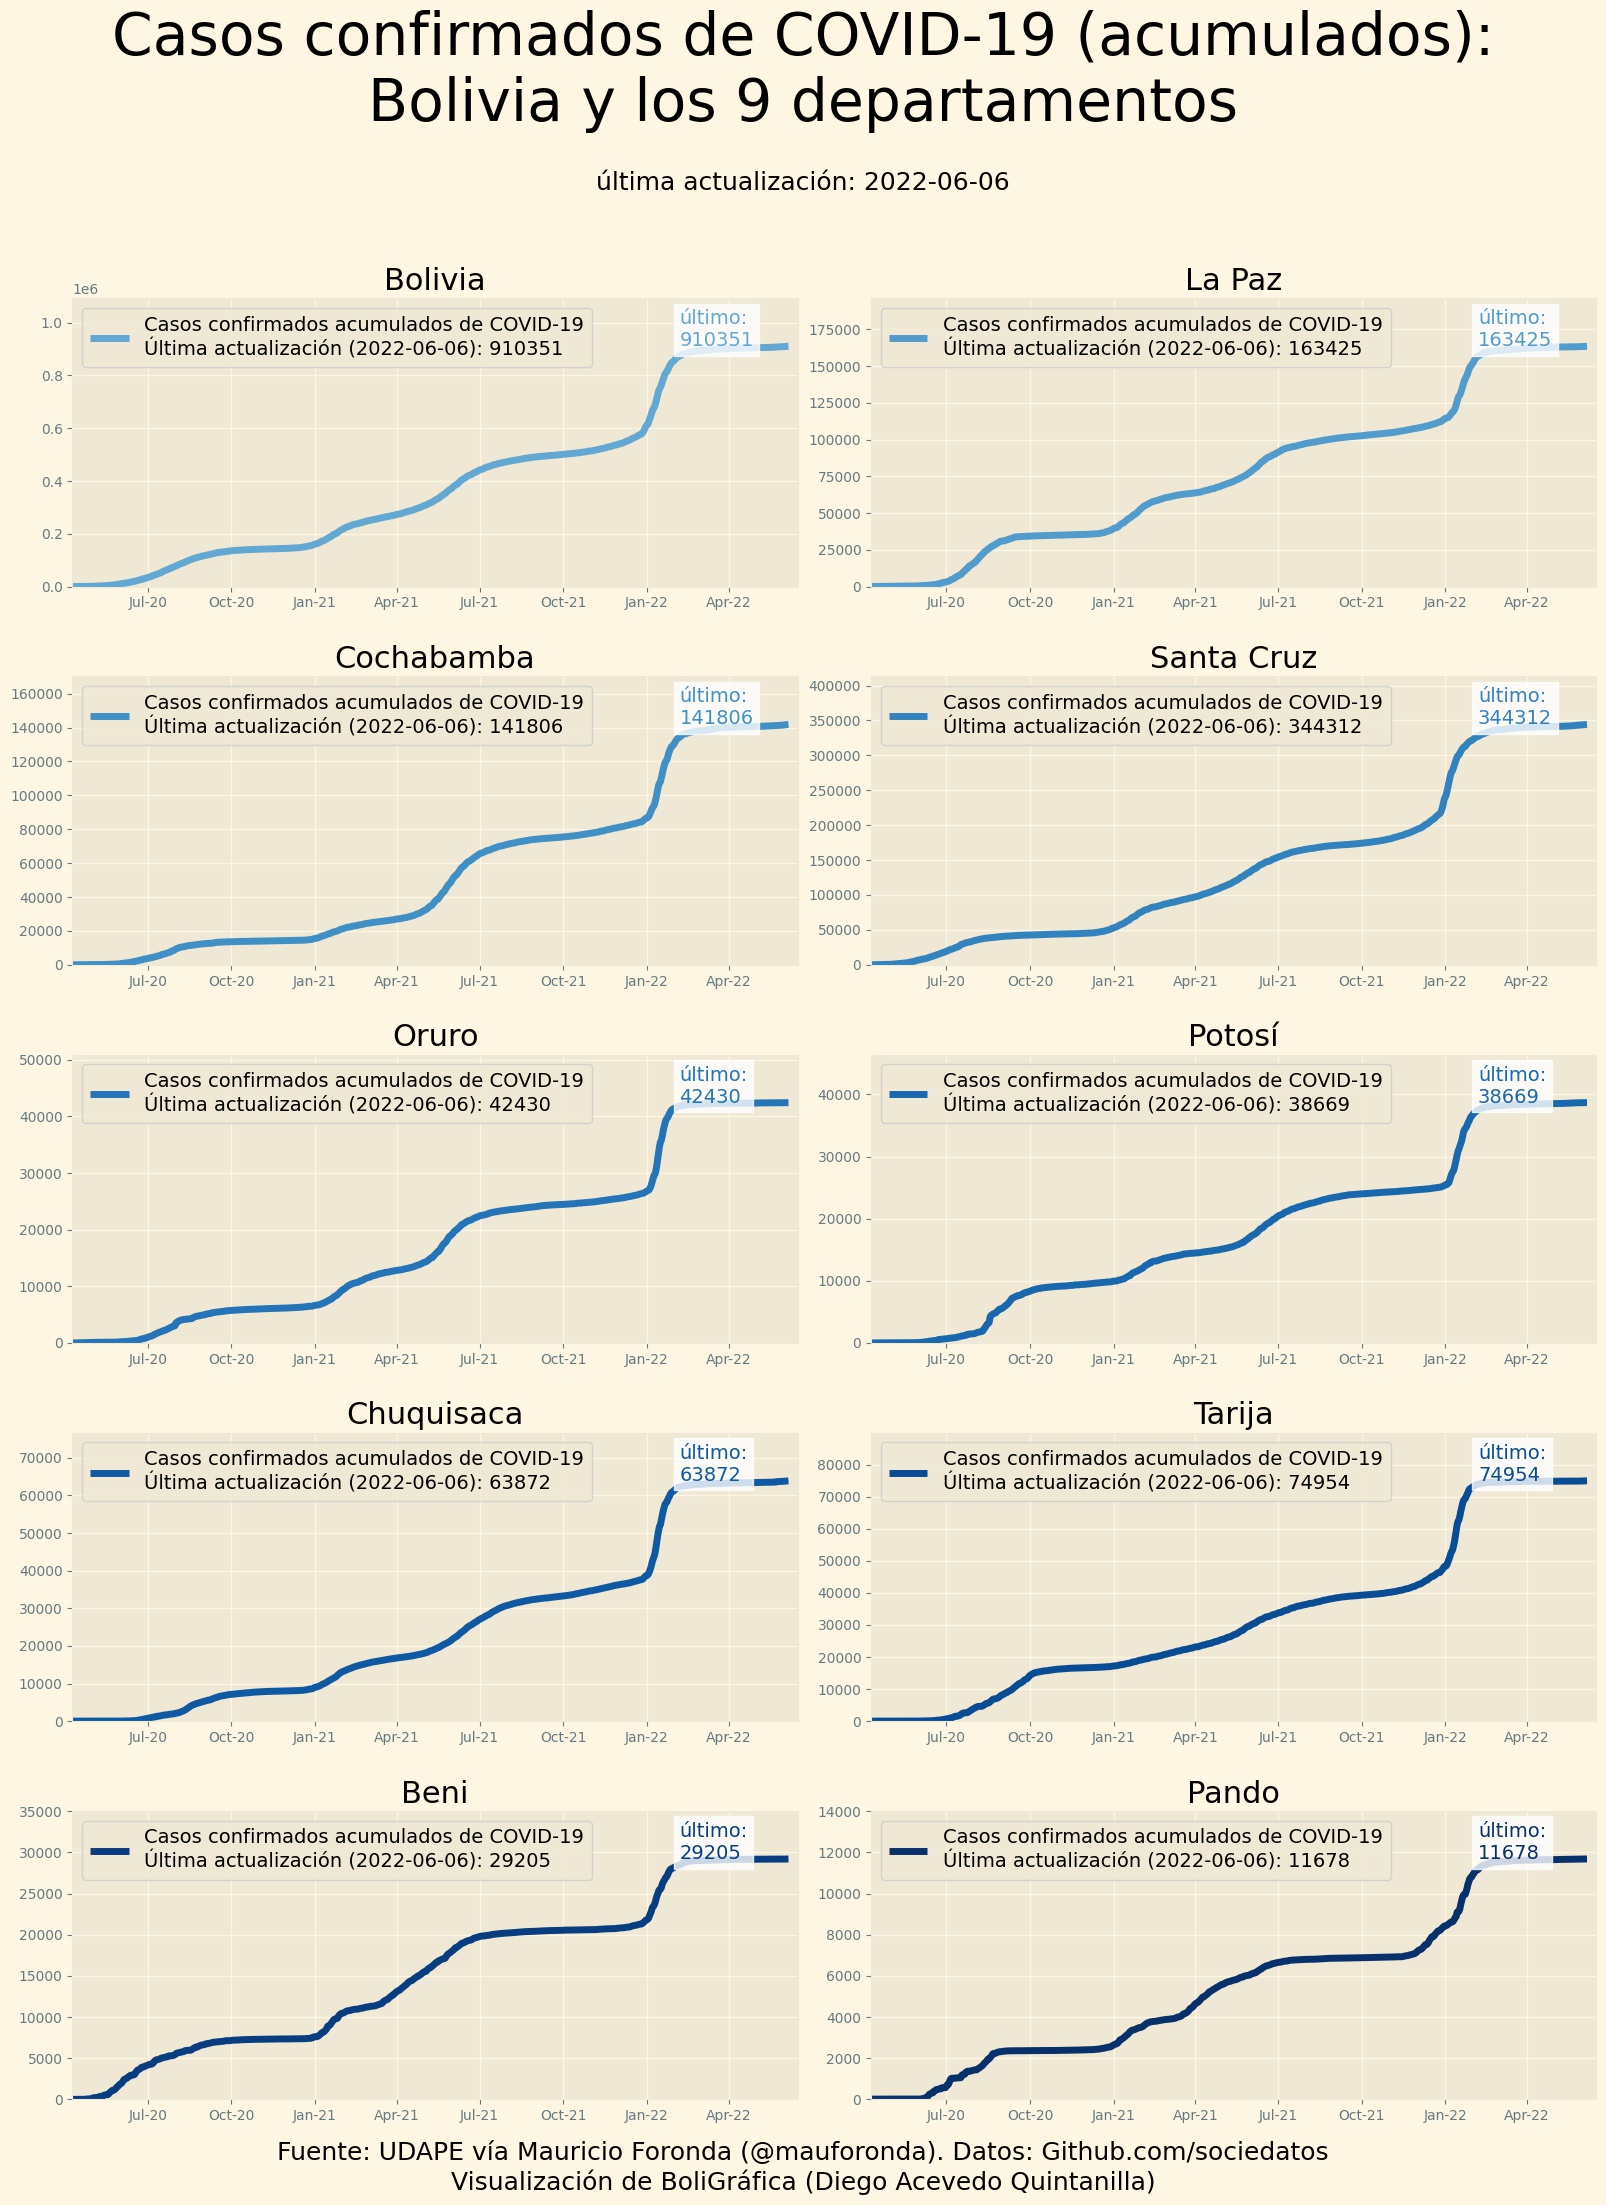 Casos confirmados de COVID-19 (acumulados):
Bolivia y los 9 departamentos
última actualización: 2022-06-06
Bolivia
1e6
Casos confirmados acumulados de COVID-19
Última actualización (2022-06-06): 910351
último:
910351
1.0
0.8
0.6
0.4
0.2
0.0
Jul-20 Oct-20 Jan-21 Apr-21 Jul-21 Oct-21 Jan-22 Apr-22
La Paz
Casos confirmados acumulados de COVID-19
Última actualización (2022-06-06): 163425
último:
163425
175000
150000
125000
100000
75000
50000
25000
0
Jul-20 Oct-20 Jan-21 Apr-21 Jul-21 Oct-21 Jan-22 Apr-22
Cochabamba
Casos confirmados acumulados de COVID-19
Última actualización (2022-06-06): 141806
último:
141806
160000
140000
120000
100000
80000
60000
40000
20000
0
Jul-20 Oct-20 Jan-21 Apr-21 Jul-21 Oct-21 Jan-22 Apr-22
Santa Cruz
Casos confirmados acumulados de COVID-19
Última actualización (2022-06-06): 344312
último:
344312
400000
350000
300000
250000
200000
150000
100000
50000
0
Jul-20 Oct-20 Jan-21 Apr-21 Jul-21 Oct-21 Jan-22 Apr-22
Oruro
Casos confirmados acumulados de COVID-19
Última actualización (2022-06-06): 42430
último:
42430
50000
40000
30000
20000
10000
0
Jul-20 Oct-20 Jan-21 Apr-21 Jul-21 Oct-21 Jan-22 Apr-22
Potosí
Casos confirmados acumulados de COVID-19
Última actualización (2022-06-06): 38669
último:
38669
40000
30000
20000
10000
0
Jul-20 Oct-20 Jan-21 Apr-21 Jul-21 Oct-21 Jan-22 Apr-22
Chuquisaca
Casos confirmados acumulados de COVID-19
Última actualización (2022-06-06): 63872
último:
63872
70000
60000
50000
40000
30000
20000
10000
0
Jul-20 Oct-20 Jan-21 Apr-21 Jul-21 Oct-21 Jan-22 Apr-22
Tarija
Casos confirmados acumulados de COVID-19
Última actualización (2022-06-06): 74954
último:
74954
80000
70000
60000
50000
40000
30000
20000
10000
0
Jul-20 Oct-20 Jan-21 Apr-21 Jul-21 Oct-21 Jan-22 Apr-22
Beni
Casos confirmados acumulados de COVID-19
Última actualización (2022-06-06): 29205
último:
29205
35000
30000
25000
20000
15000
10000
5000
0
Jul-20 Oct-20 Jan-21 Apr-21 Jul-21 Oct-21 Jan-22 Apr-22
Pando
Casos confirmados acumulados de COVID-19
Última actualización (2022-06-06): 11678
último:
11678
14000
12000
10000
8000
6000
4000
2000
0
Jul-20 Oct-20 Jan-21 Apr-21 Jul-21 Oct-21 Jan-22 Apr-22
Fuente: UDAPE vía Mauricio Foronda (@mauforonda). Datos: Github.com/sociedatos
Visualización de BoliGráfica (Diego Acevedo Quintanilla)